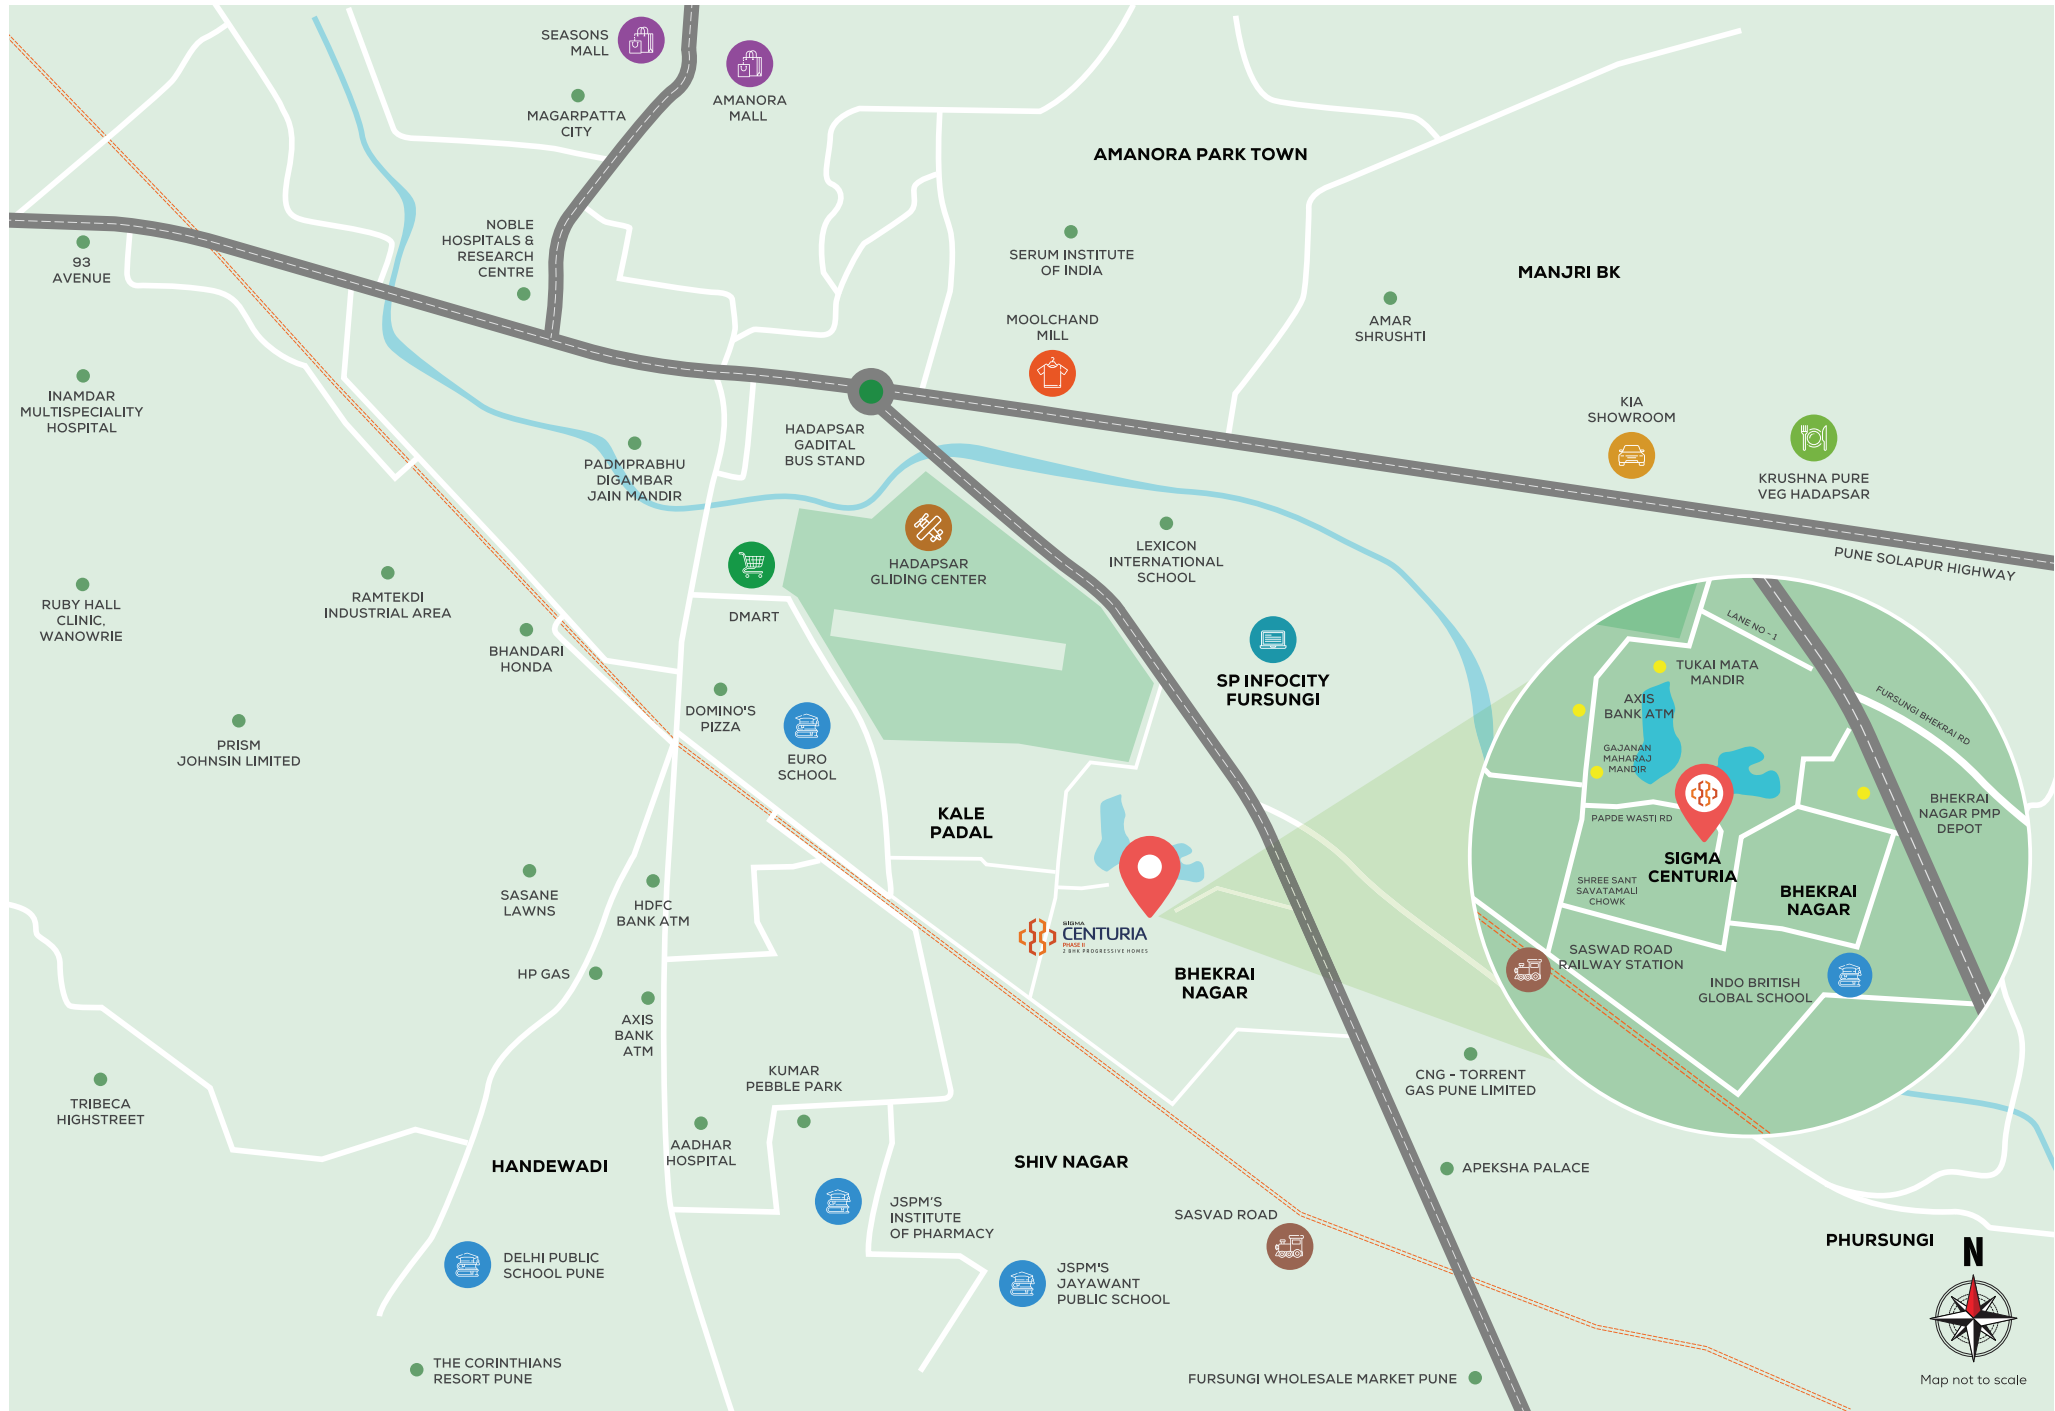 SEASONS
MALL
AMANORA
MALL
MAGARPATTA
CITY
AMANORA PARK TOWN
NOBLE
HOSPITALS &
RESEARCH
CENTRE
93
AVENUE
SERUM INSTITUTE
OF INDIA
MANJRI BK
MOOLCHAND
MILL
AMAR
SHRUSHTI
INAMDAR
MULTISPECIALITY
HOSPITAL
KIA
SHOWROOM
HADAPSAR
GADITAL
BUS STAND
PADMPRABHU
DIGAMBAR
JAIN MANDIR
KRUSHNA PURE
VEG HADAPSAR
LEXICON
INTERNATIONAL
SCHOOL
PUNE SOLAPUR HIGHWAY
HADAPSAR
GLIDING CENTER
RAMTEKDI
INDUSTRIAL AREA
RUBY HALL
CLINIC,
WANOWRIE
DMART
BHANDARI
HONDA
LANE NO - 1
TUKAI MATA
MANDIR
SP INFOCITY
FURSUNGI
AXIS
BANK ATM
FURSUNGI BHEKRAI RD
DOMINO'S
PIZZA
PRISM
JOHNSIN LIMITED
EURO
SCHOOL
GAJANAN
MAHARAJ
MANDIR
KALE
PADAL
BHEKRAI
NAGAR PMP
DEPOT
PAPDE WASTI RD
SIGMA
CENTURIA
SHREE SANT
SAVATAMALI
CHOWK
BHEKRAI
NAGAR
SASANE
LAWNS
HDFC
BANK ATM
SIGMA
CENTURIA
PHASE II
2 BHK PROGRESSIVE HOMES
SASWAD ROAD
RAILWAY STATION
HP GAS
BHEKRAI
NAGAR
INDO BRITISH
GLOBAL SCHOOL
AXIS
BANK
ATM
KUMAR
PEBBLE PARK
CNG - TORRENT
GAS PUNE LIMITED
TRIBECA
HIGHSTREET
AADHAR
HOSPITAL
HANDEWADI
SHIV NAGAR
APEKSHA PALACE
JSPM'S
INSTITUTE
OF PHARMACY
SASVAD ROAD
PHURSUNGI
N
DELHI PUBLIC
SCHOOL PUNE
JSPM'S
JAYAWANT
PUBLIC SCHOOL
THE CORINTHIANS
RESORT PUNE
FURSUNGI WHOLESALE MARKET PUNE
Map not to scale